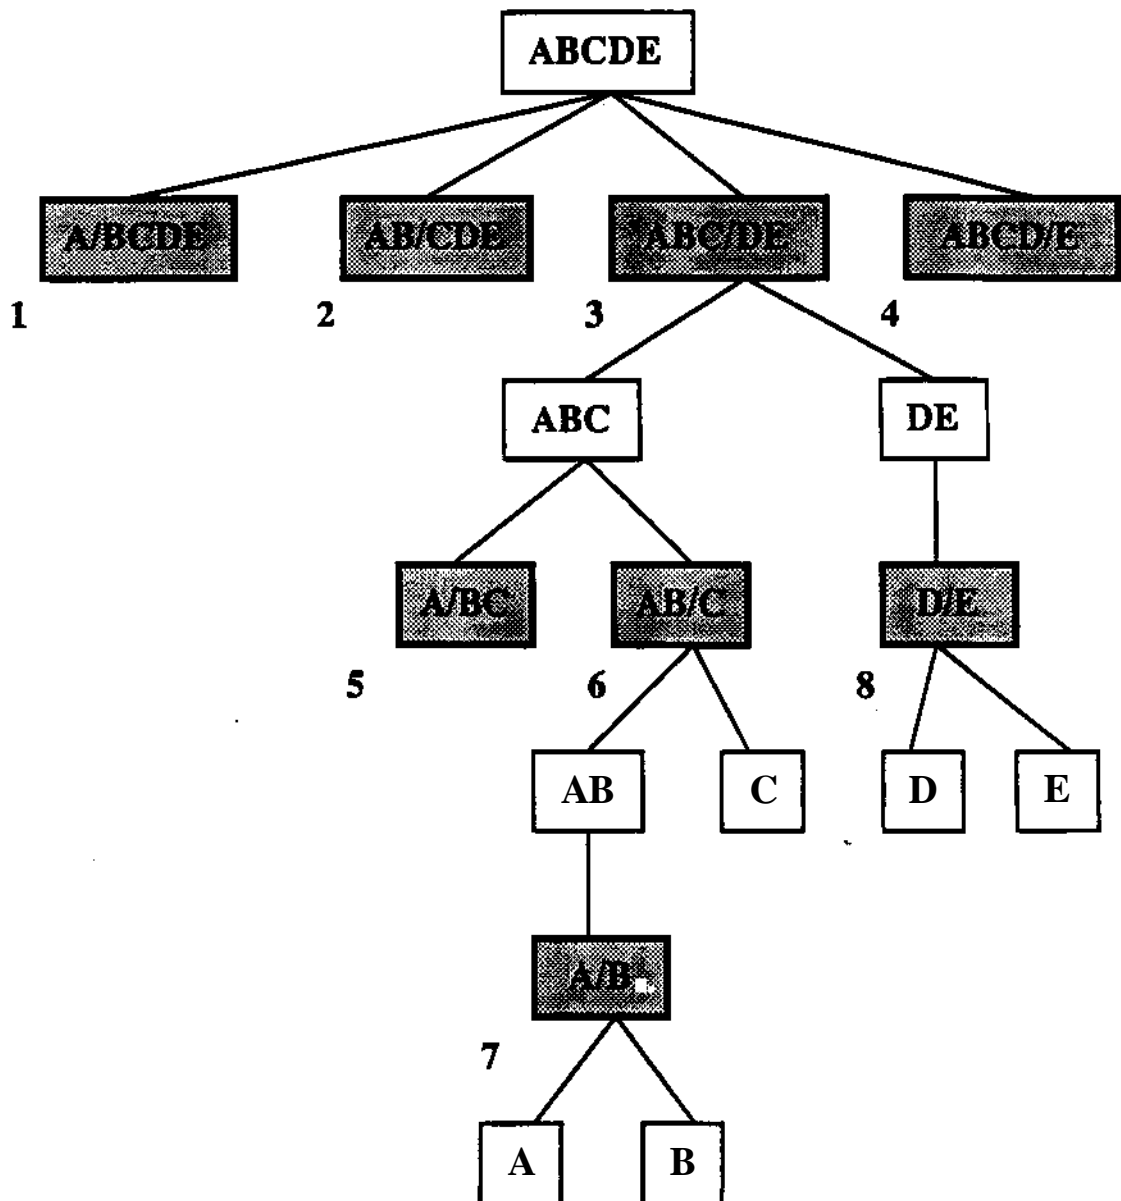 ABCDE
A/BCDE AB/CDE ABC/DE ABCD/E
1 2 3 4
ABC DE
A/BC AB/C D/E
5 6 8
AB C D E
A/B
7
A B